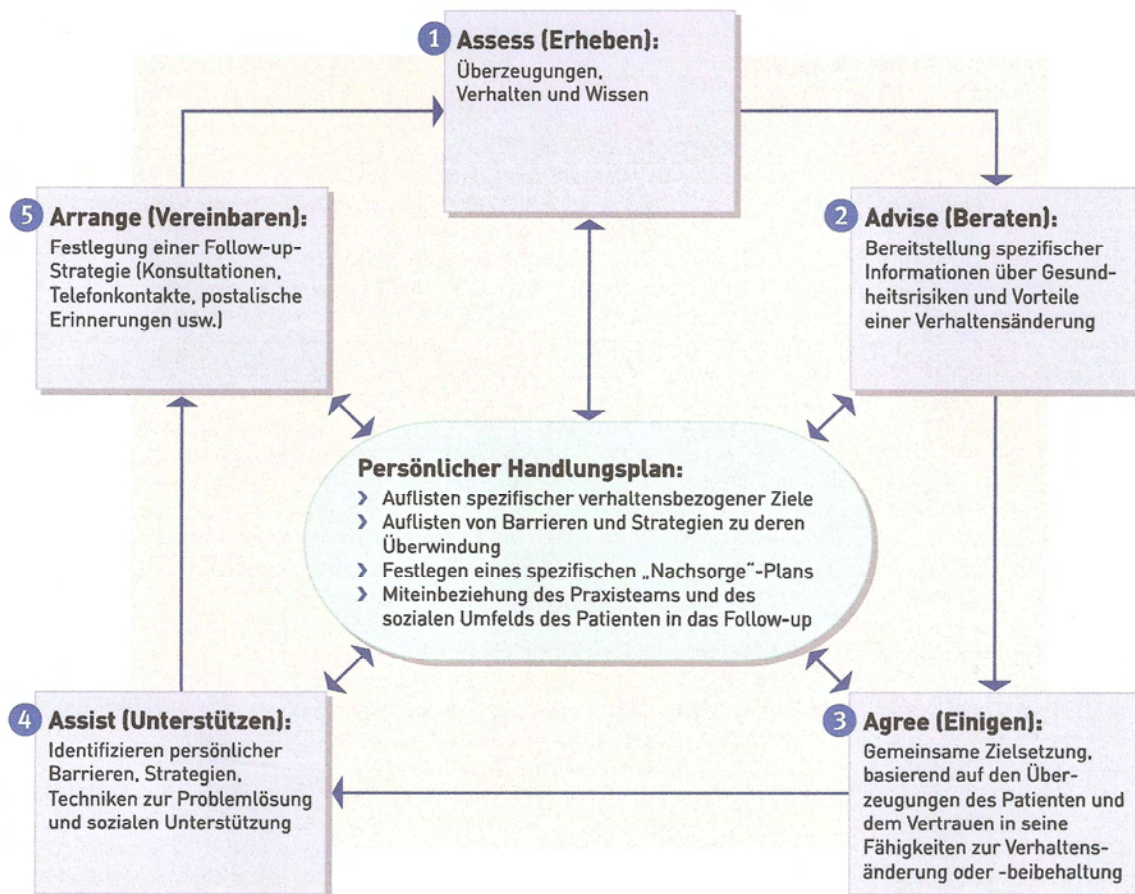 1 Assess (Erheben):
Überzeugungen,
Verhalten und Wissen
5 Arrange (Vereinbaren):
Festlegung einer Follow-up-
Strategie (Konsultationen,
Telefonkontakte, postalische
Erinnerungen usw.)
2 Advise (Beraten):
Bereitstellung spezifischer
Informationen über Gesund-
heitsrisiken und Vorteile
einer Verhaltensänderung
Persönlicher Handlungsplan:
› Auflisten spezifischer verhaltensbezogener Ziele
› Auflisten von Barrieren und Strategien zu deren
Überwindung
› Festlegen eines spezifischen „Nachsorge“-Plans
› Miteinbeziehung des Praxisteams und des
sozialen Umfelds des Patienten in das Follow-up
4 Assist (Unterstützen):
Identifizieren persönlicher
Barrieren, Strategien,
Techniken zur Problemlösung
und sozialen Unterstützung
3 Agree (Einigen):
Gemeinsame Zielsetzung,
basierend auf den Über-
zeugungen des Patienten und
dem Vertrauen in seine
Fähigkeiten zur Verhaltens-
änderung oder -beibehaltung